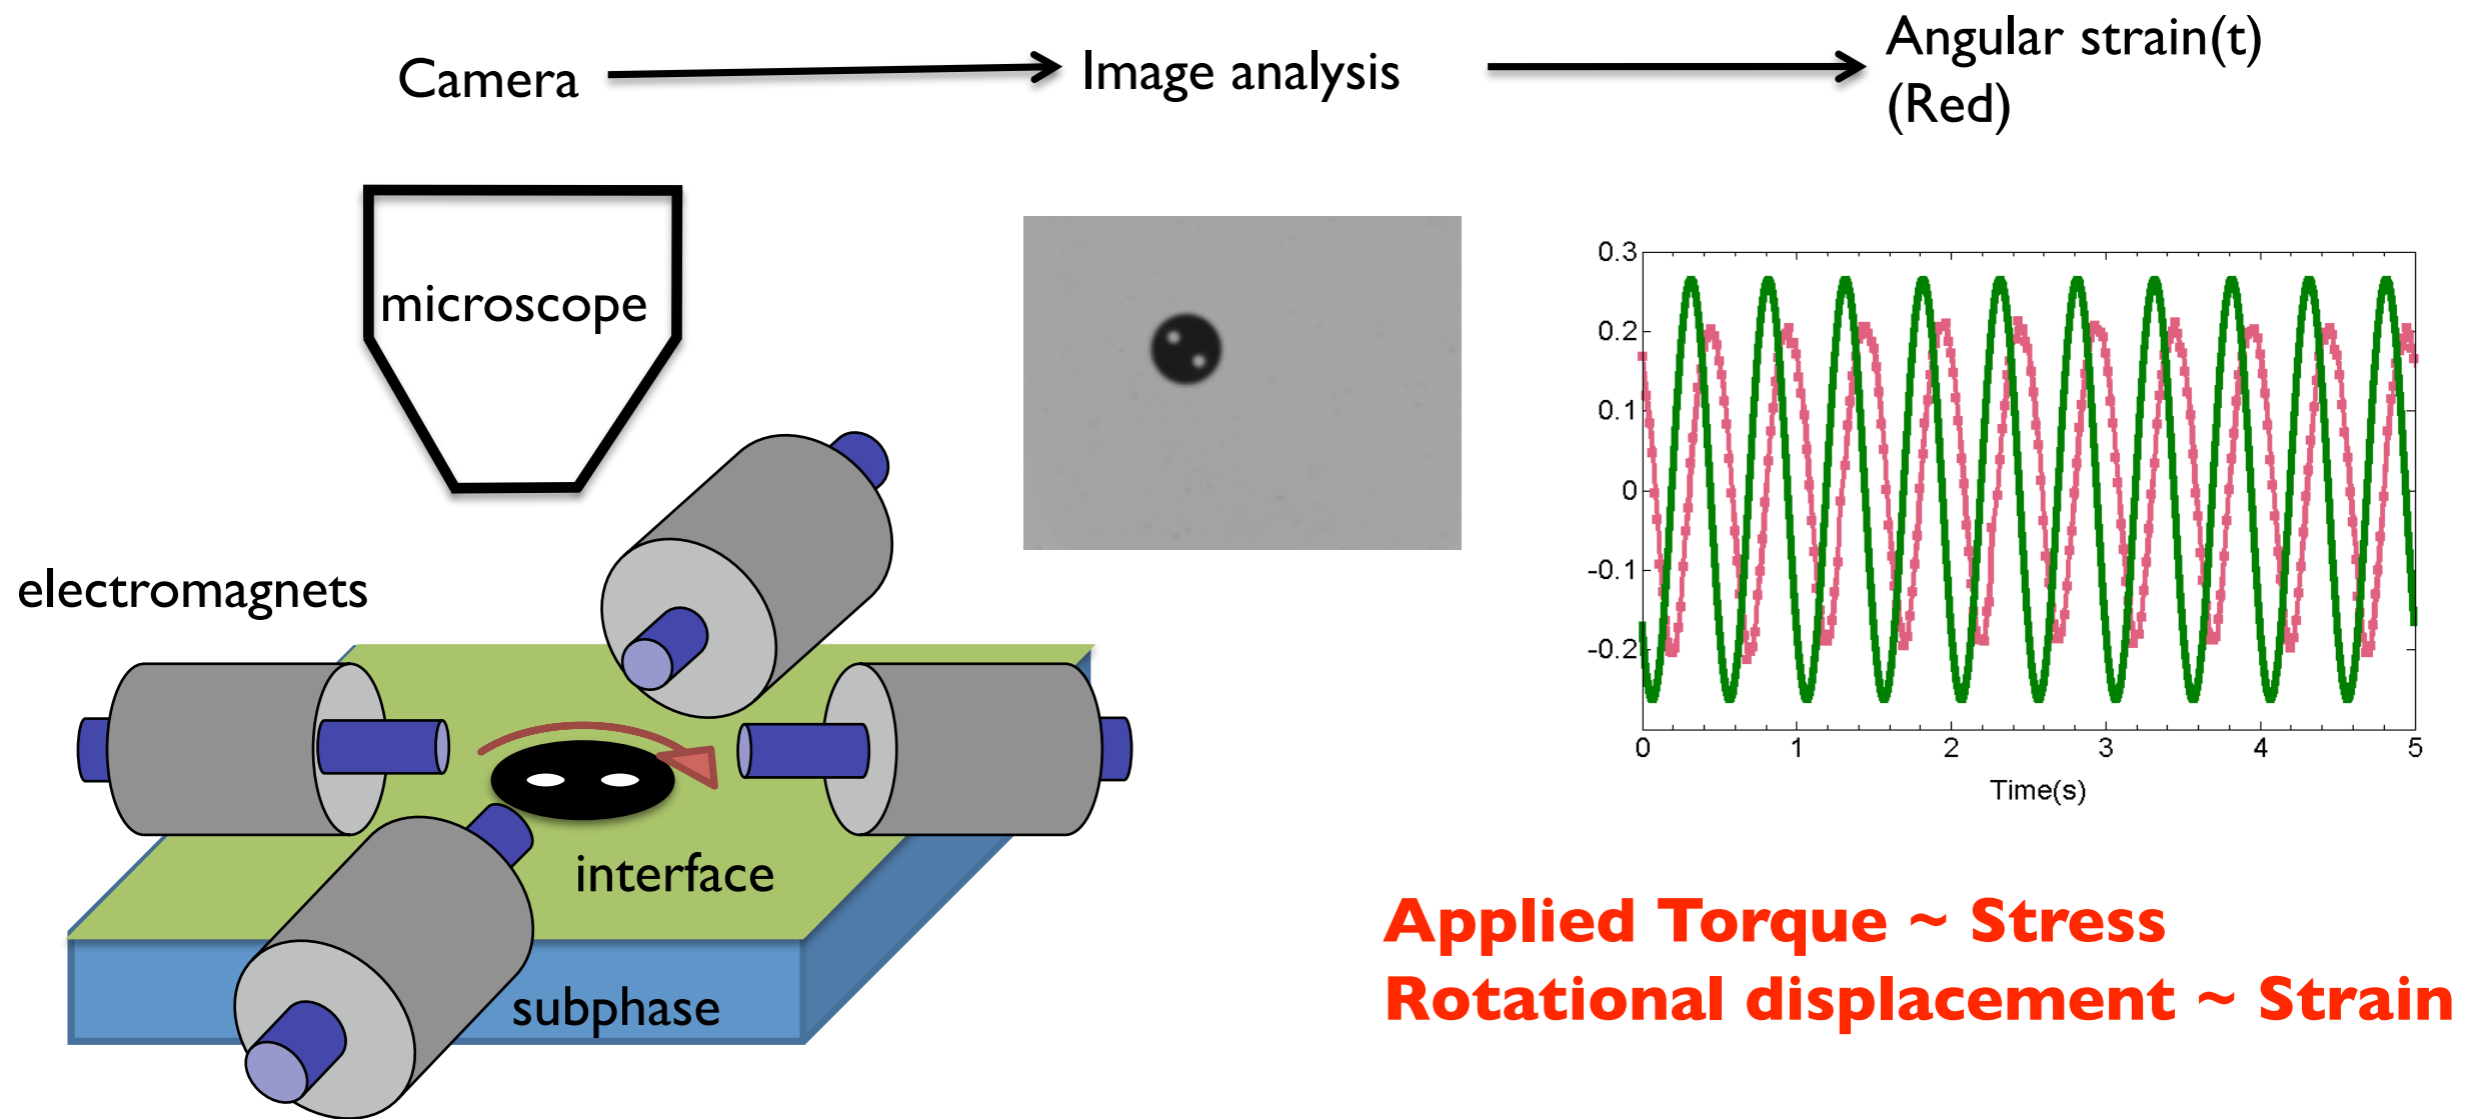 Camera
Image analysis
Angular strain(t)
(Red)
microscope
electromagnets
interface
subphase
0.3
0.2
0.1
0
-0.1
-0.2
0 1 2 3 4 5
Time(s)
Applied Torque ~ Stress
Rotational displacement ~ Strain